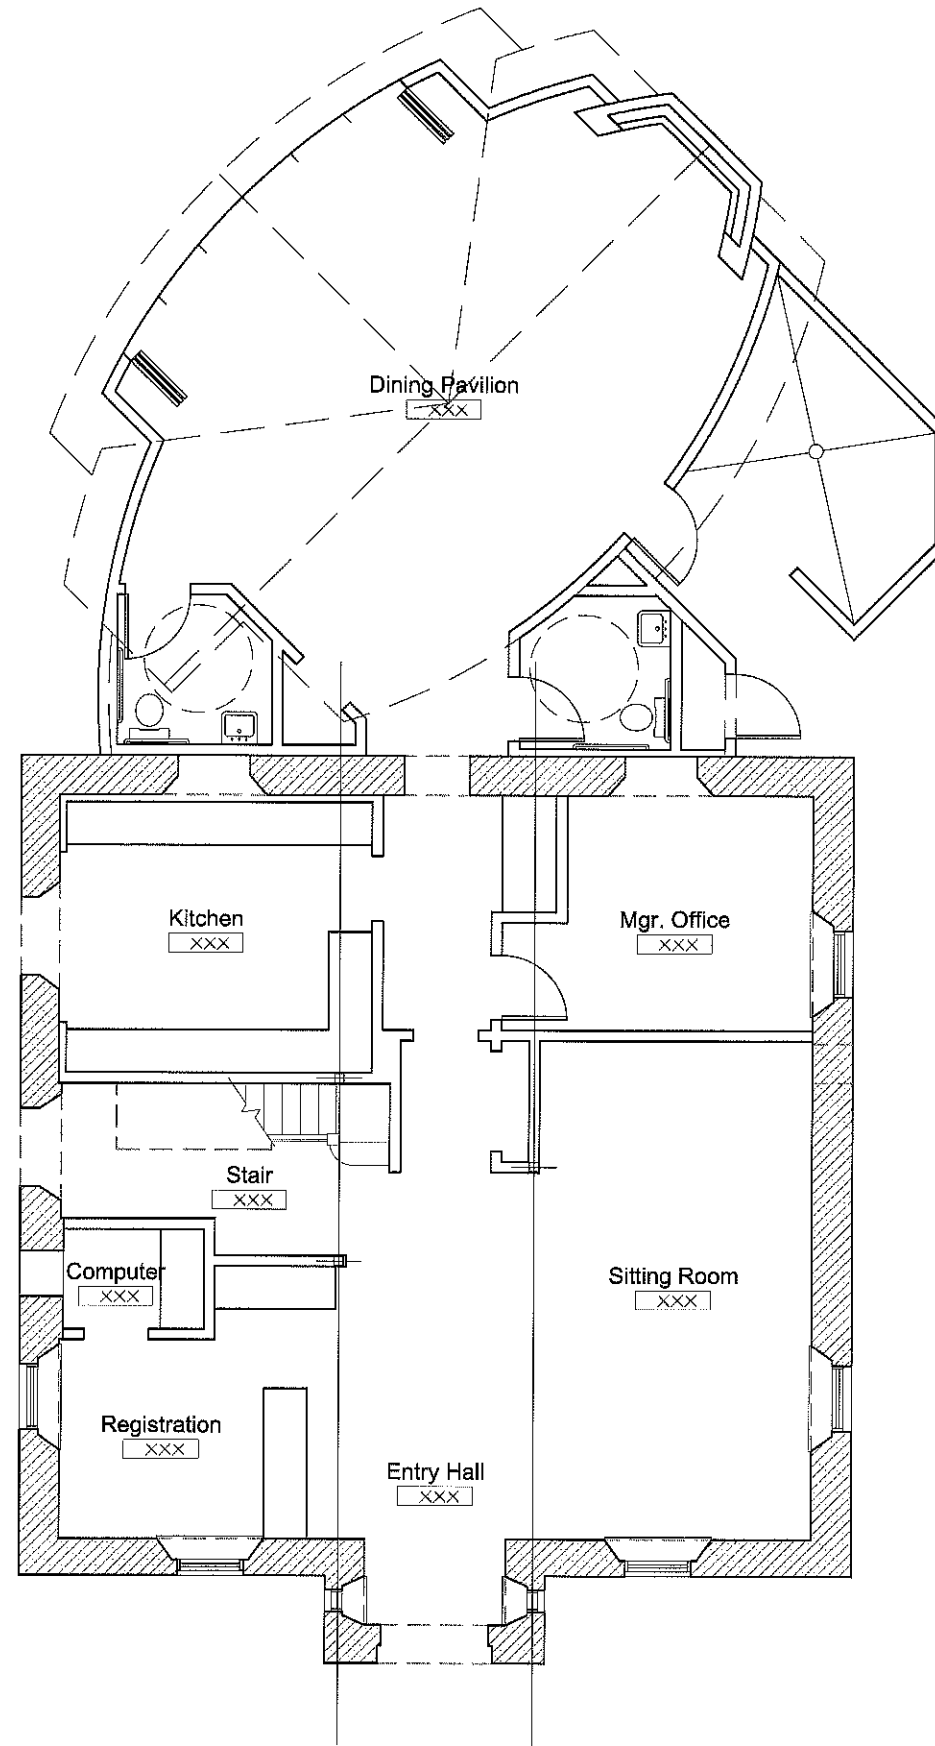 Dining Pavilion
XXX
Kitchen
XXX
Mgr. Office
XXX
Stair
XXX
Computer
XXX
Sitting Room
XXX
Registration
XXX
Entry Hall
XXX